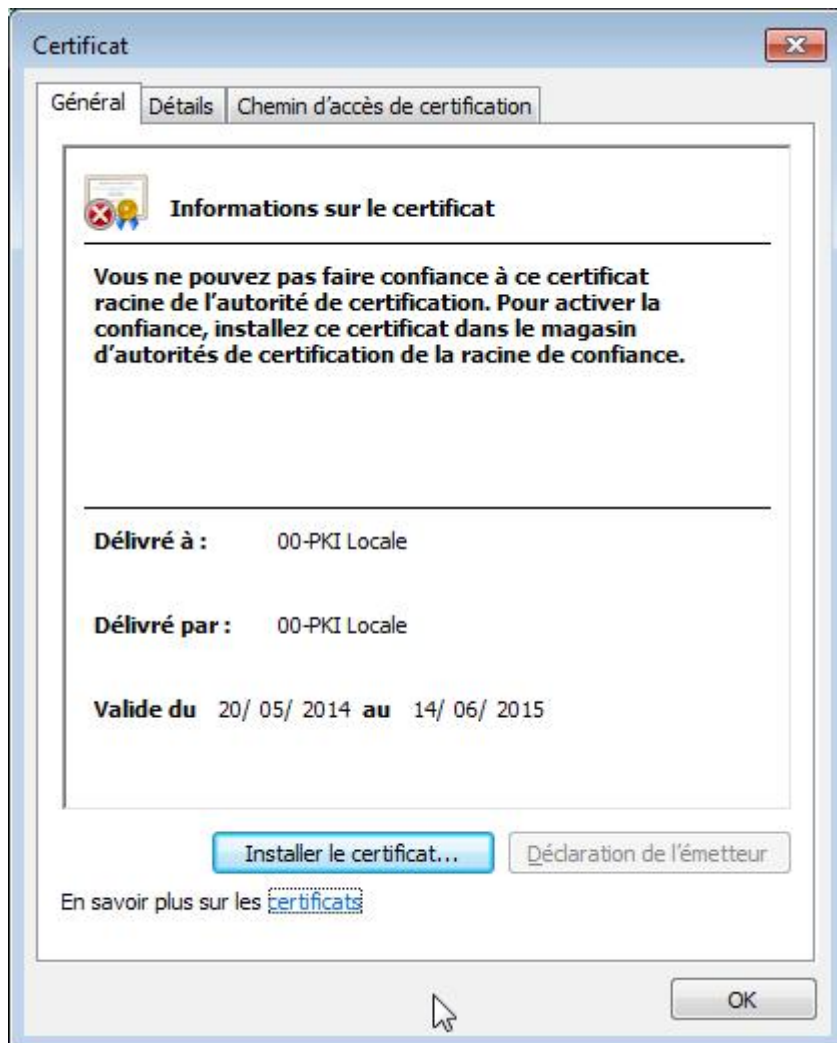 Certificat
Général Détails Chemin d'accès de certification
Informations sur le certificat
Vous ne pouvez pas faire confiance à ce certificat
racine de l'autorité de certification. Pour activer la
confiance, installez ce certificat dans le magasin
d'autorités de certification de la racine de confiance.
Délivré à : 00-PKI Locale
Délivré par : 00-PKI Locale
Valide du 20/ 05/ 2014 au 14/ 06/ 2015
Installer le certificat... Déclaration de l'émetteur
En savoir plus sur les certificats
OK